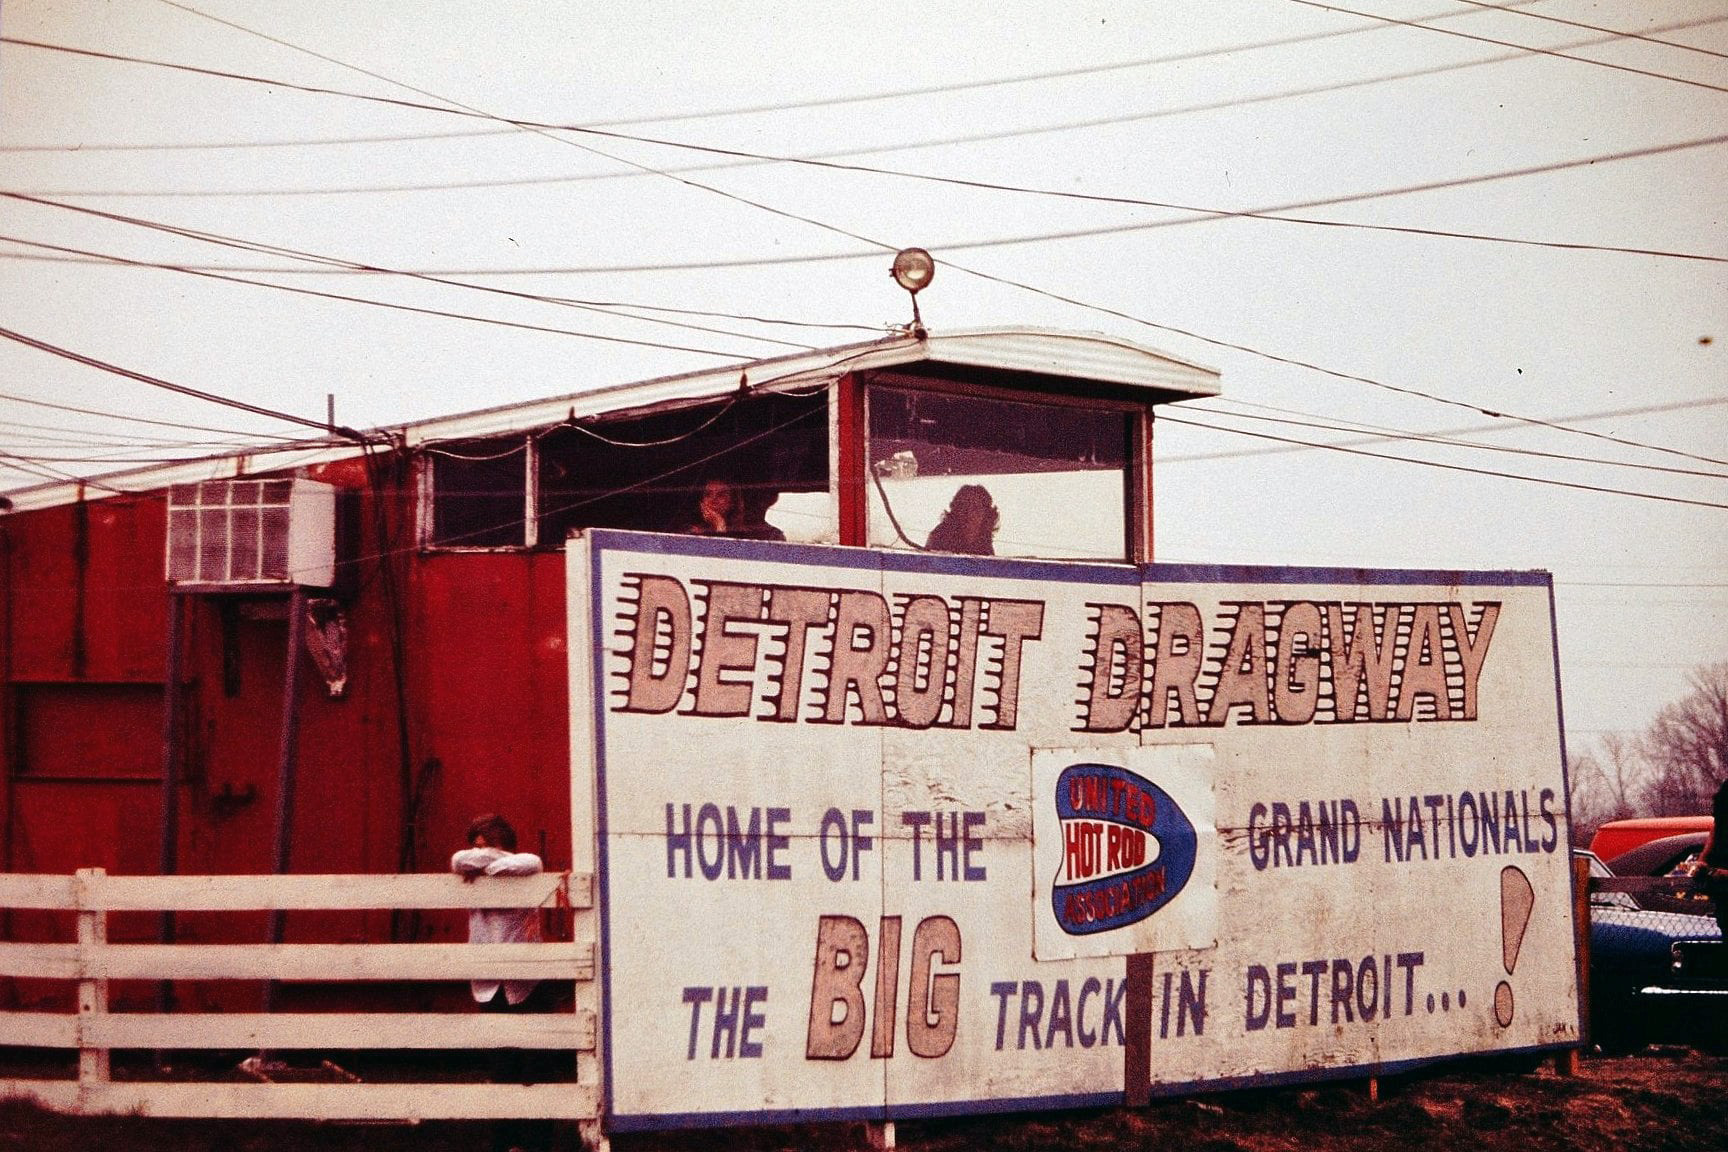 DETROIT DRAGWAY
HOME OF THE
UNITED
HOT ROD
ASSOCIATION
GRAND NATIONALS
THE BIG TRACK IN DETROIT...!